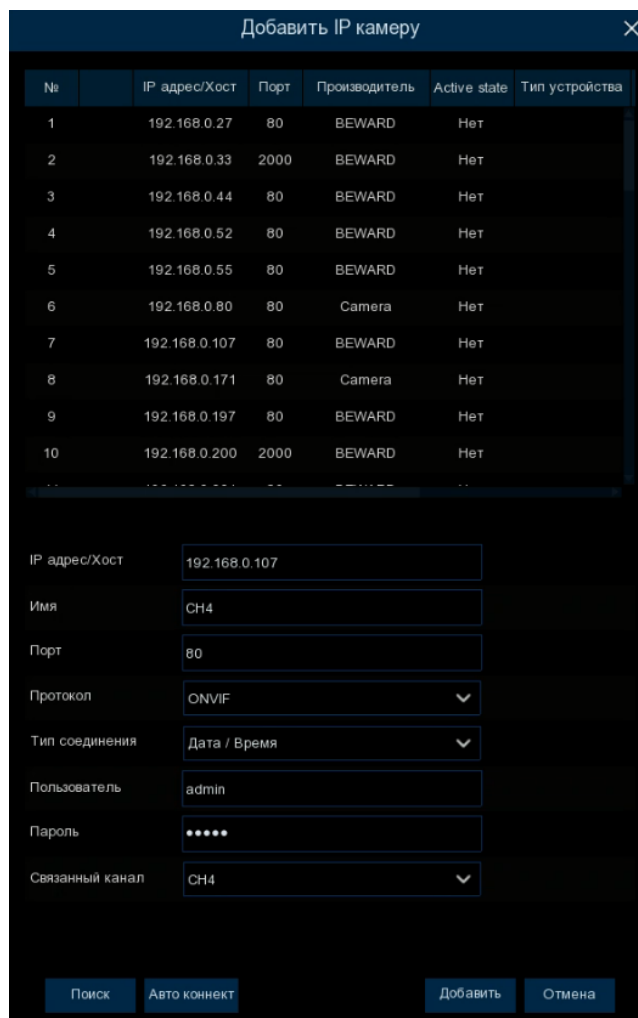 Добавить IP камеру
№ IP адрес/Хост Порт Производитель Active state Тип устройства
1 192.168.0.27 80 BEWARD Нет
2 192.168.0.33 2000 BEWARD Нет
3 192.168.0.44 80 BEWARD Нет
4 192.168.0.52 80 BEWARD Нет
5 192.168.0.55 80 BEWARD Нет
6 192.168.0.80 80 Camera Нет
7 192.168.0.107 80 BEWARD Нет
8 192.168.0.171 80 Camera Нет
9 192.168.0.197 80 BEWARD Нет
10 192.168.0.200 2000 BEWARD Нет
IP адрес/Хост 192.168.0.107
Имя CH4
Порт 80
Протокол ONVIF
Тип соединения Дата / Время
Пользователь admin
Пароль •••••
Связанный канал CH4
Поиск Авто коннект Добавить Отмена